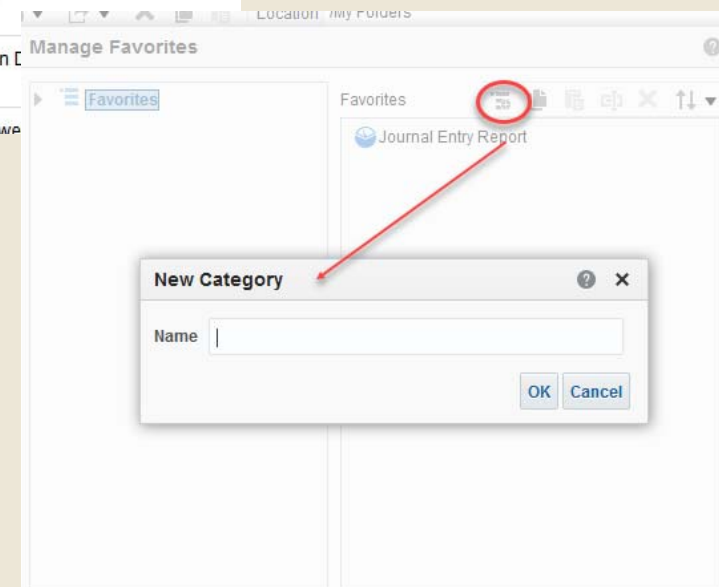 Location /My Folders
Manage Favorites
Favorites
Favorites
Journal Entry Report
New Category
Name
OK Cancel